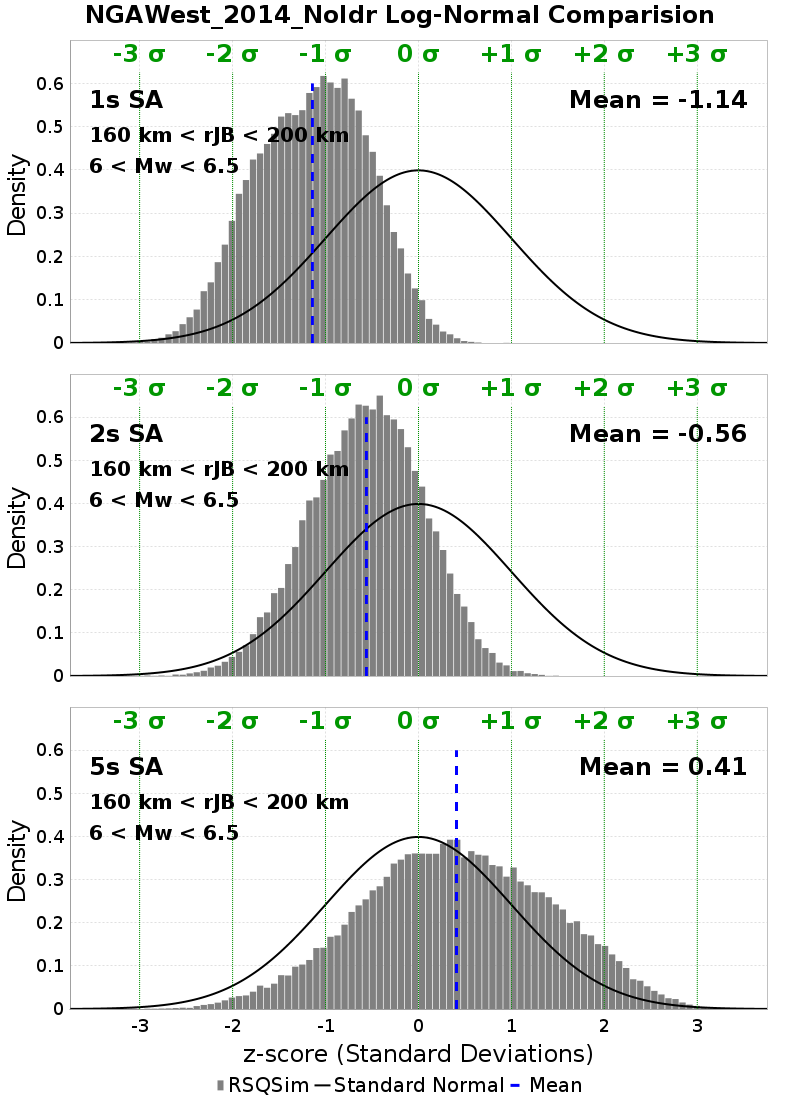 NGAWest_2014_NoIdr Log-Normal Comparision
-3 σ -2 σ -1 σ 0 σ +1 σ +2 σ +3 σ
1s SA Mean = -1.14
160 km < rJB < 200 km
6 < Mw < 6.5
Density
0.6
0.5
0.4
0.3
0.2
0.1
0
-3 σ -2 σ -1 σ 0 σ +1 σ +2 σ +3 σ
2s SA Mean = -0.56
160 km < rJB < 200 km
6 < Mw < 6.5
Density
0.6
0.5
0.4
0.3
0.2
0.1
0
-3 σ -2 σ -1 σ 0 σ +1 σ +2 σ +3 σ
5s SA Mean = 0.41
160 km < rJB < 200 km
6 < Mw < 6.5
Density
0.6
0.5
0.4
0.3
0.2
0.1
0
-3 -2 -1 0 1 2 3
z-score (Standard Deviations)
RSQSim Standard Normal Mean